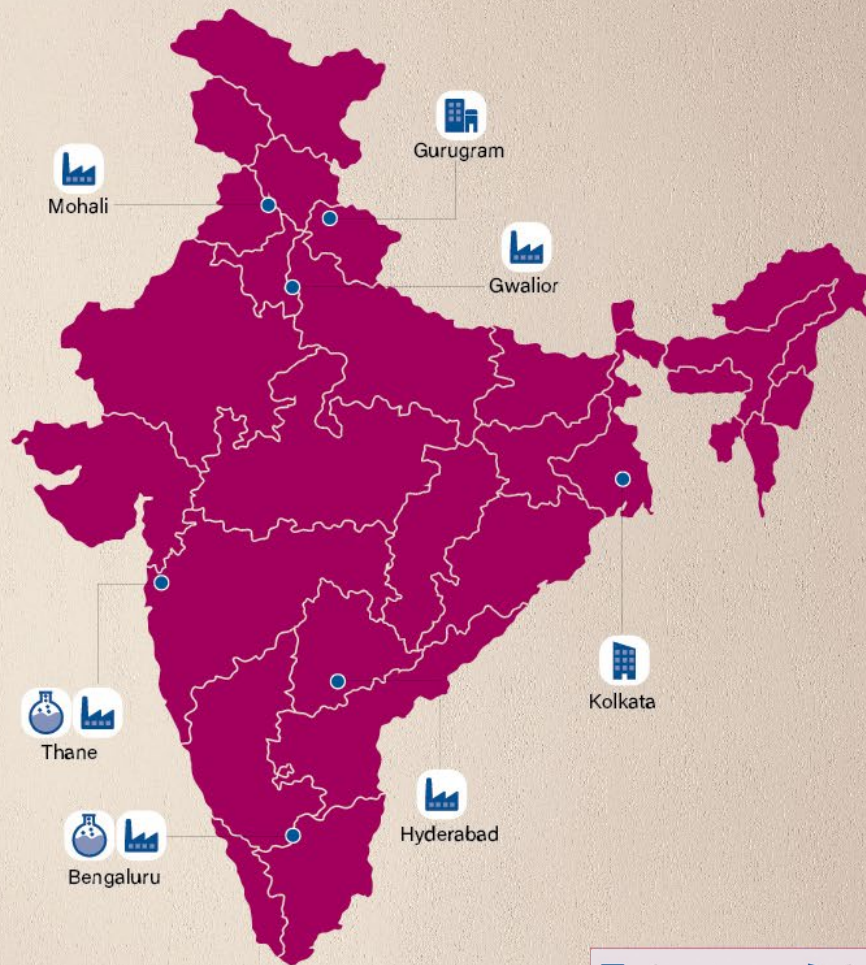 Gurugram
Mohali
Gwalior
Kolkata
Thane
Hyderabad
Bengaluru